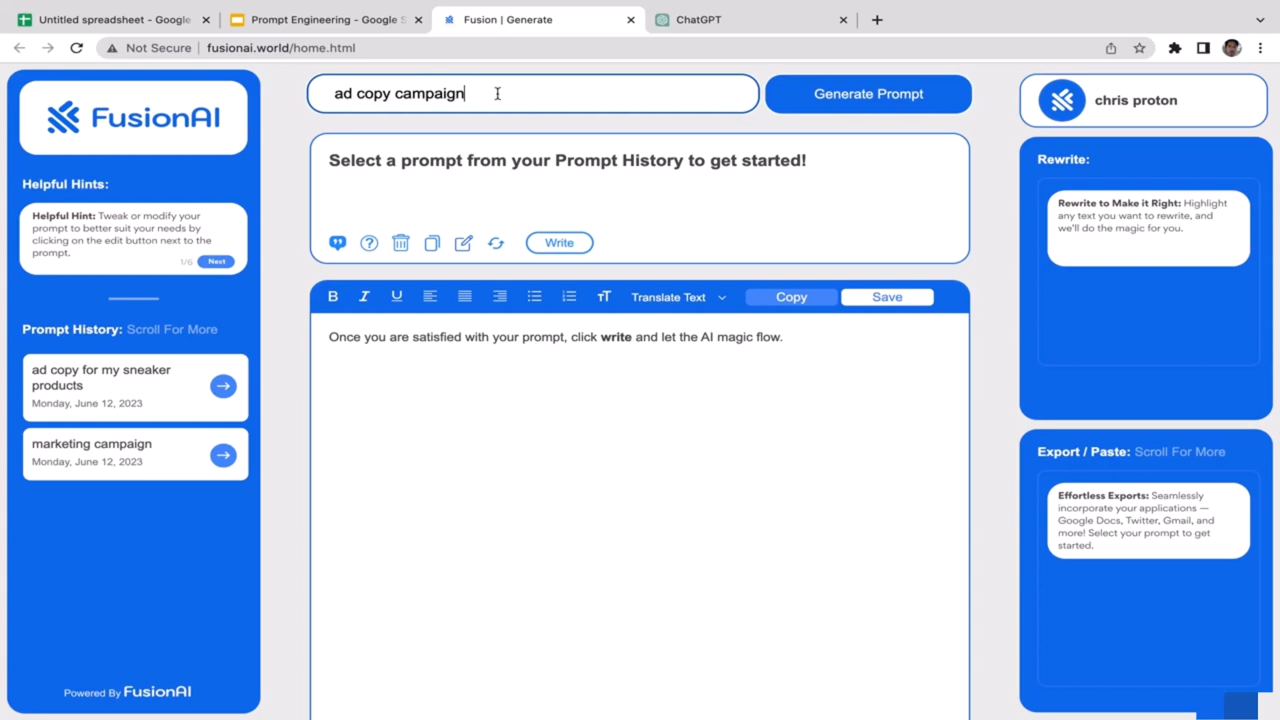 Untitled spreadsheet - Google
Prompt Engineering - Google S
Fusion | Generate
ChatGPT
Not Secure
fusionai.world/home.html
FusionAI
Helpful Hints:
Helpful Hint: Tweak or modify your
prompt to better suit your needs by
clicking on the edit button next to the
prompt.
1/6
Next
Prompt History: Scroll For More
ad copy for my sneaker
products
Monday, June 12, 2023
marketing campaign
Monday, June 12, 2023
Powered By FusionAI
ad copy campaign
Generate Prompt
Select a prompt from your Prompt History to get started!
Write
B I U
TT
Translate Text
Copy
Save
Once you are satisfied with your prompt, click write and let the AI magic flow.
chris proton
Rewrite:
Rewrite to Make it Right: Highlight
any text you want to rewrite, and
we'll do the magic for you.
Export / Paste: Scroll For More
Effortless Exports: Seamlessly
incorporate your applications —
Google Docs, Twitter, Gmail, and
more! Select your prompt to get
started.